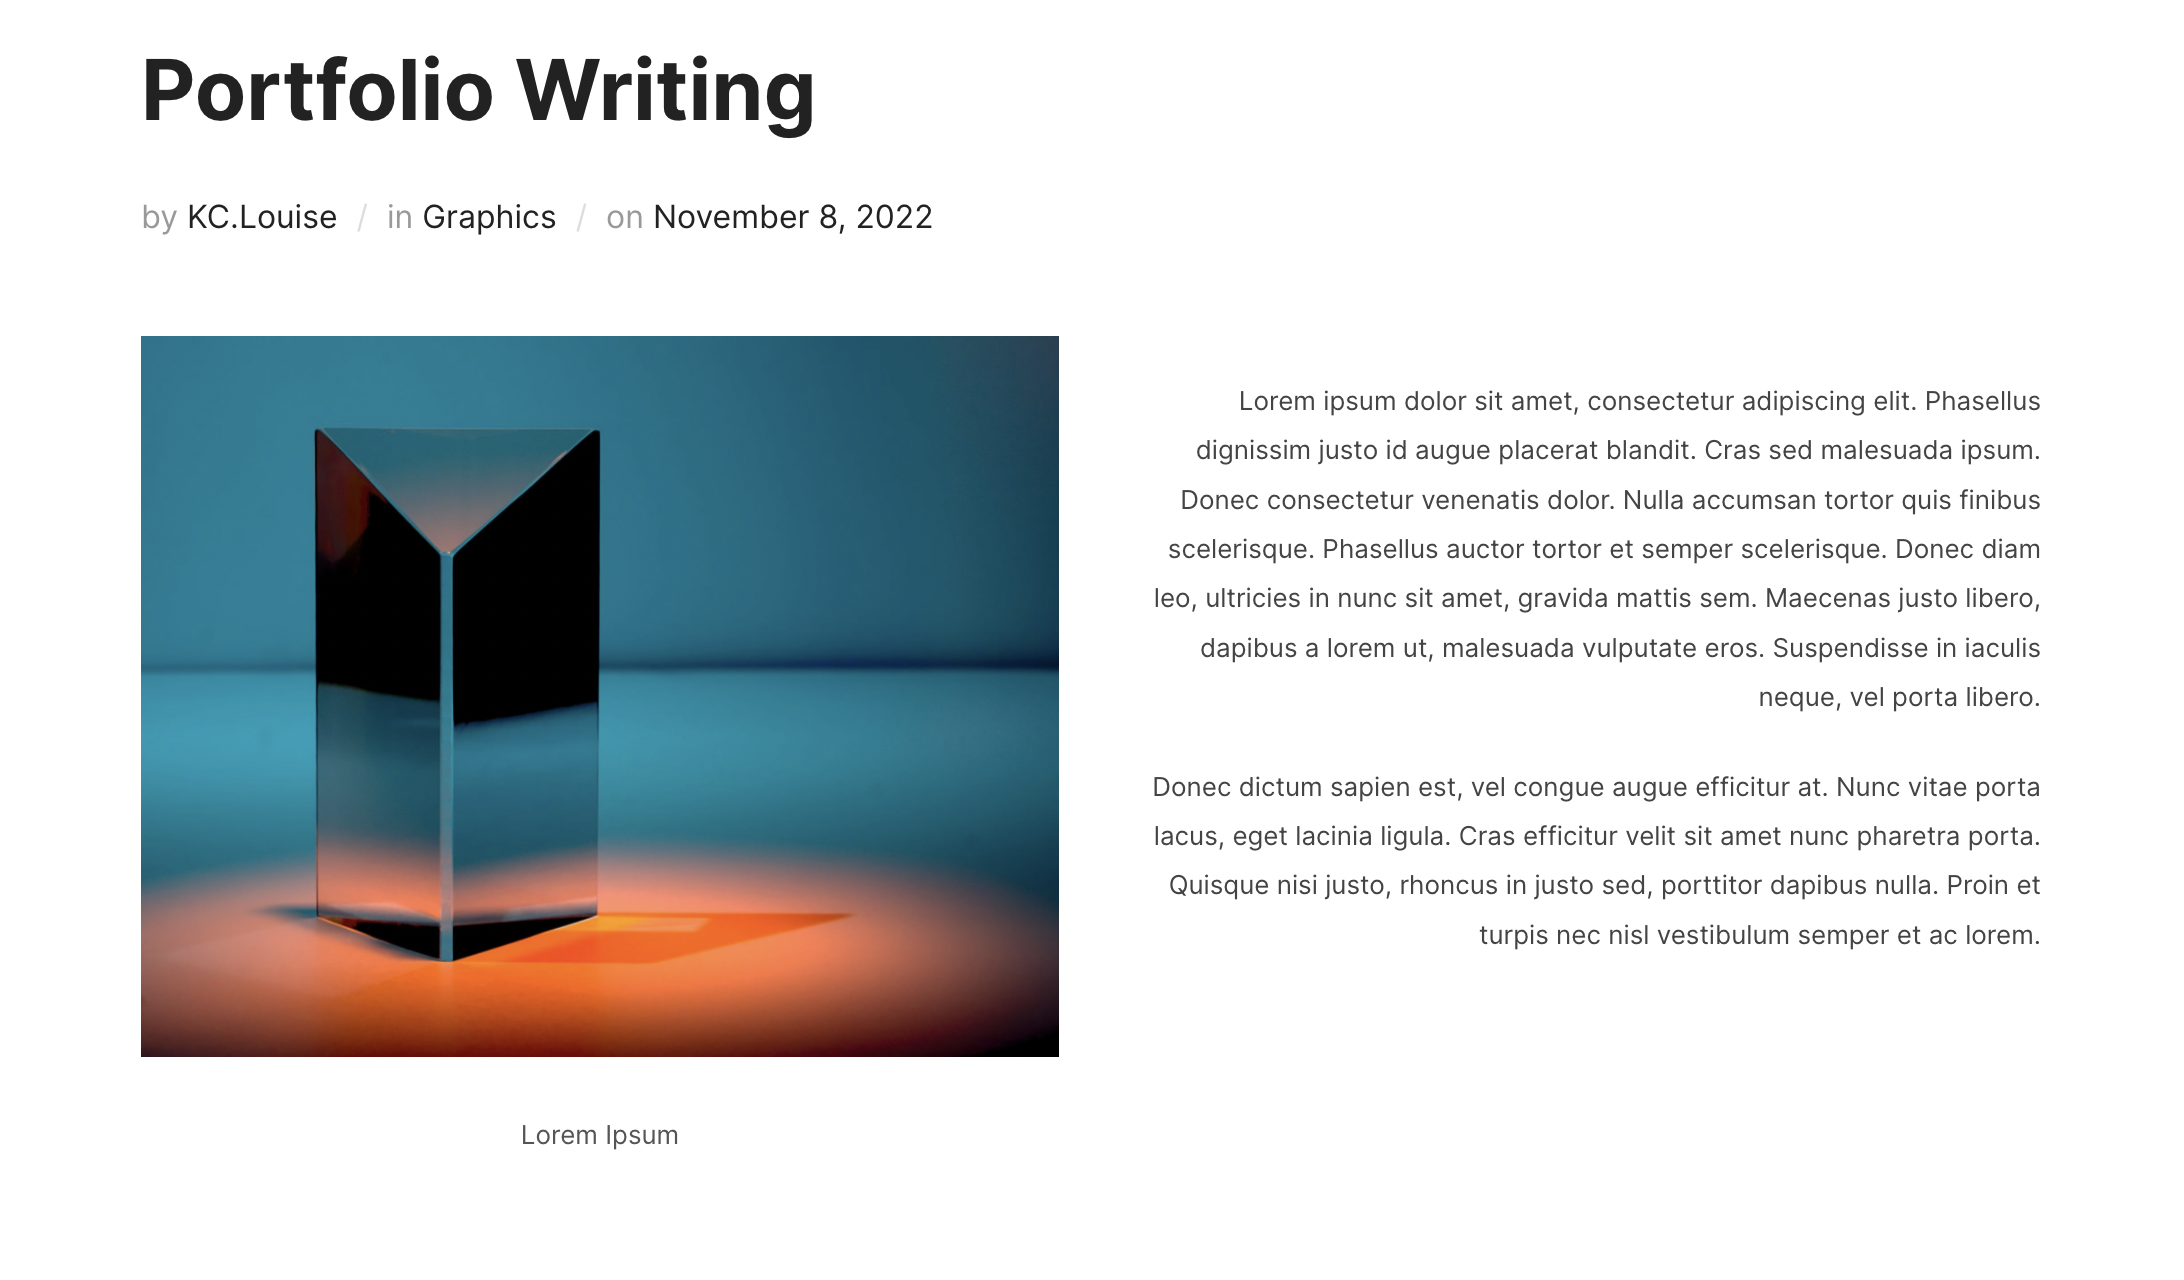 Portfolio Writing
by KC.Louise / in Graphics / on November 8, 2022
Lorem ipsum dolor sit amet, consectetur adipiscing elit. Phasellus
dignissim justo id augue placerat blandit. Cras sed malesuada ipsum.
Donec consectetur venenatis dolor. Nulla accumsan tortor quis finibus
scelerisque. Phasellus auctor tortor et semper scelerisque. Donec diam
leo, ultricies in nunc sit amet, gravida mattis sem. Maecenas justo libero,
dapibus a lorem ut, malesuada vulputate eros. Suspendisse in iaculis
neque, vel porta libero.
Donec dictum sapien est, vel congue augue efficitur at. Nunc vitae porta
lacus, eget lacinia ligula. Cras efficitur velit sit amet nunc pharetra porta.
Quisque nisi justo, rhoncus in justo sed, porttitor dapibus nulla. Proin et
turpis nec nisl vestibulum semper et ac lorem.
Lorem Ipsum